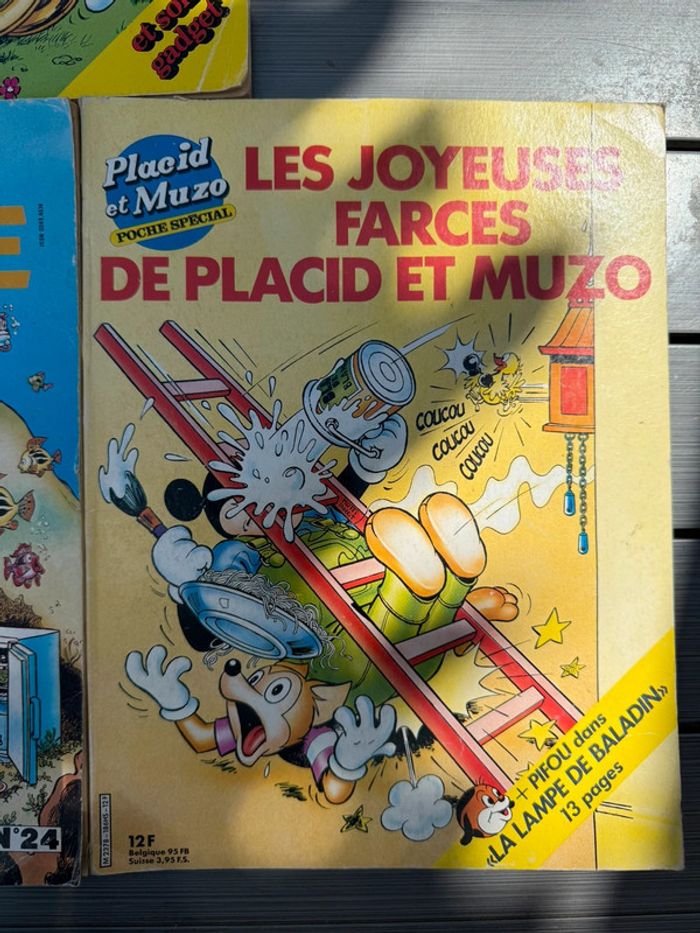 et son
gadget
E
N°24
Placid
et Muzo
POCHE SPÉCIAL
LES JOYEUSES
FARCES
DE PLACID ET MUZO
COUCOU
COUCOU
COUCOU
12F
Belgique 95 FB
Suisse 3,95 F.S.
+ PIFOU dans
«LA LAMPE DE BALADIN»
13 pages